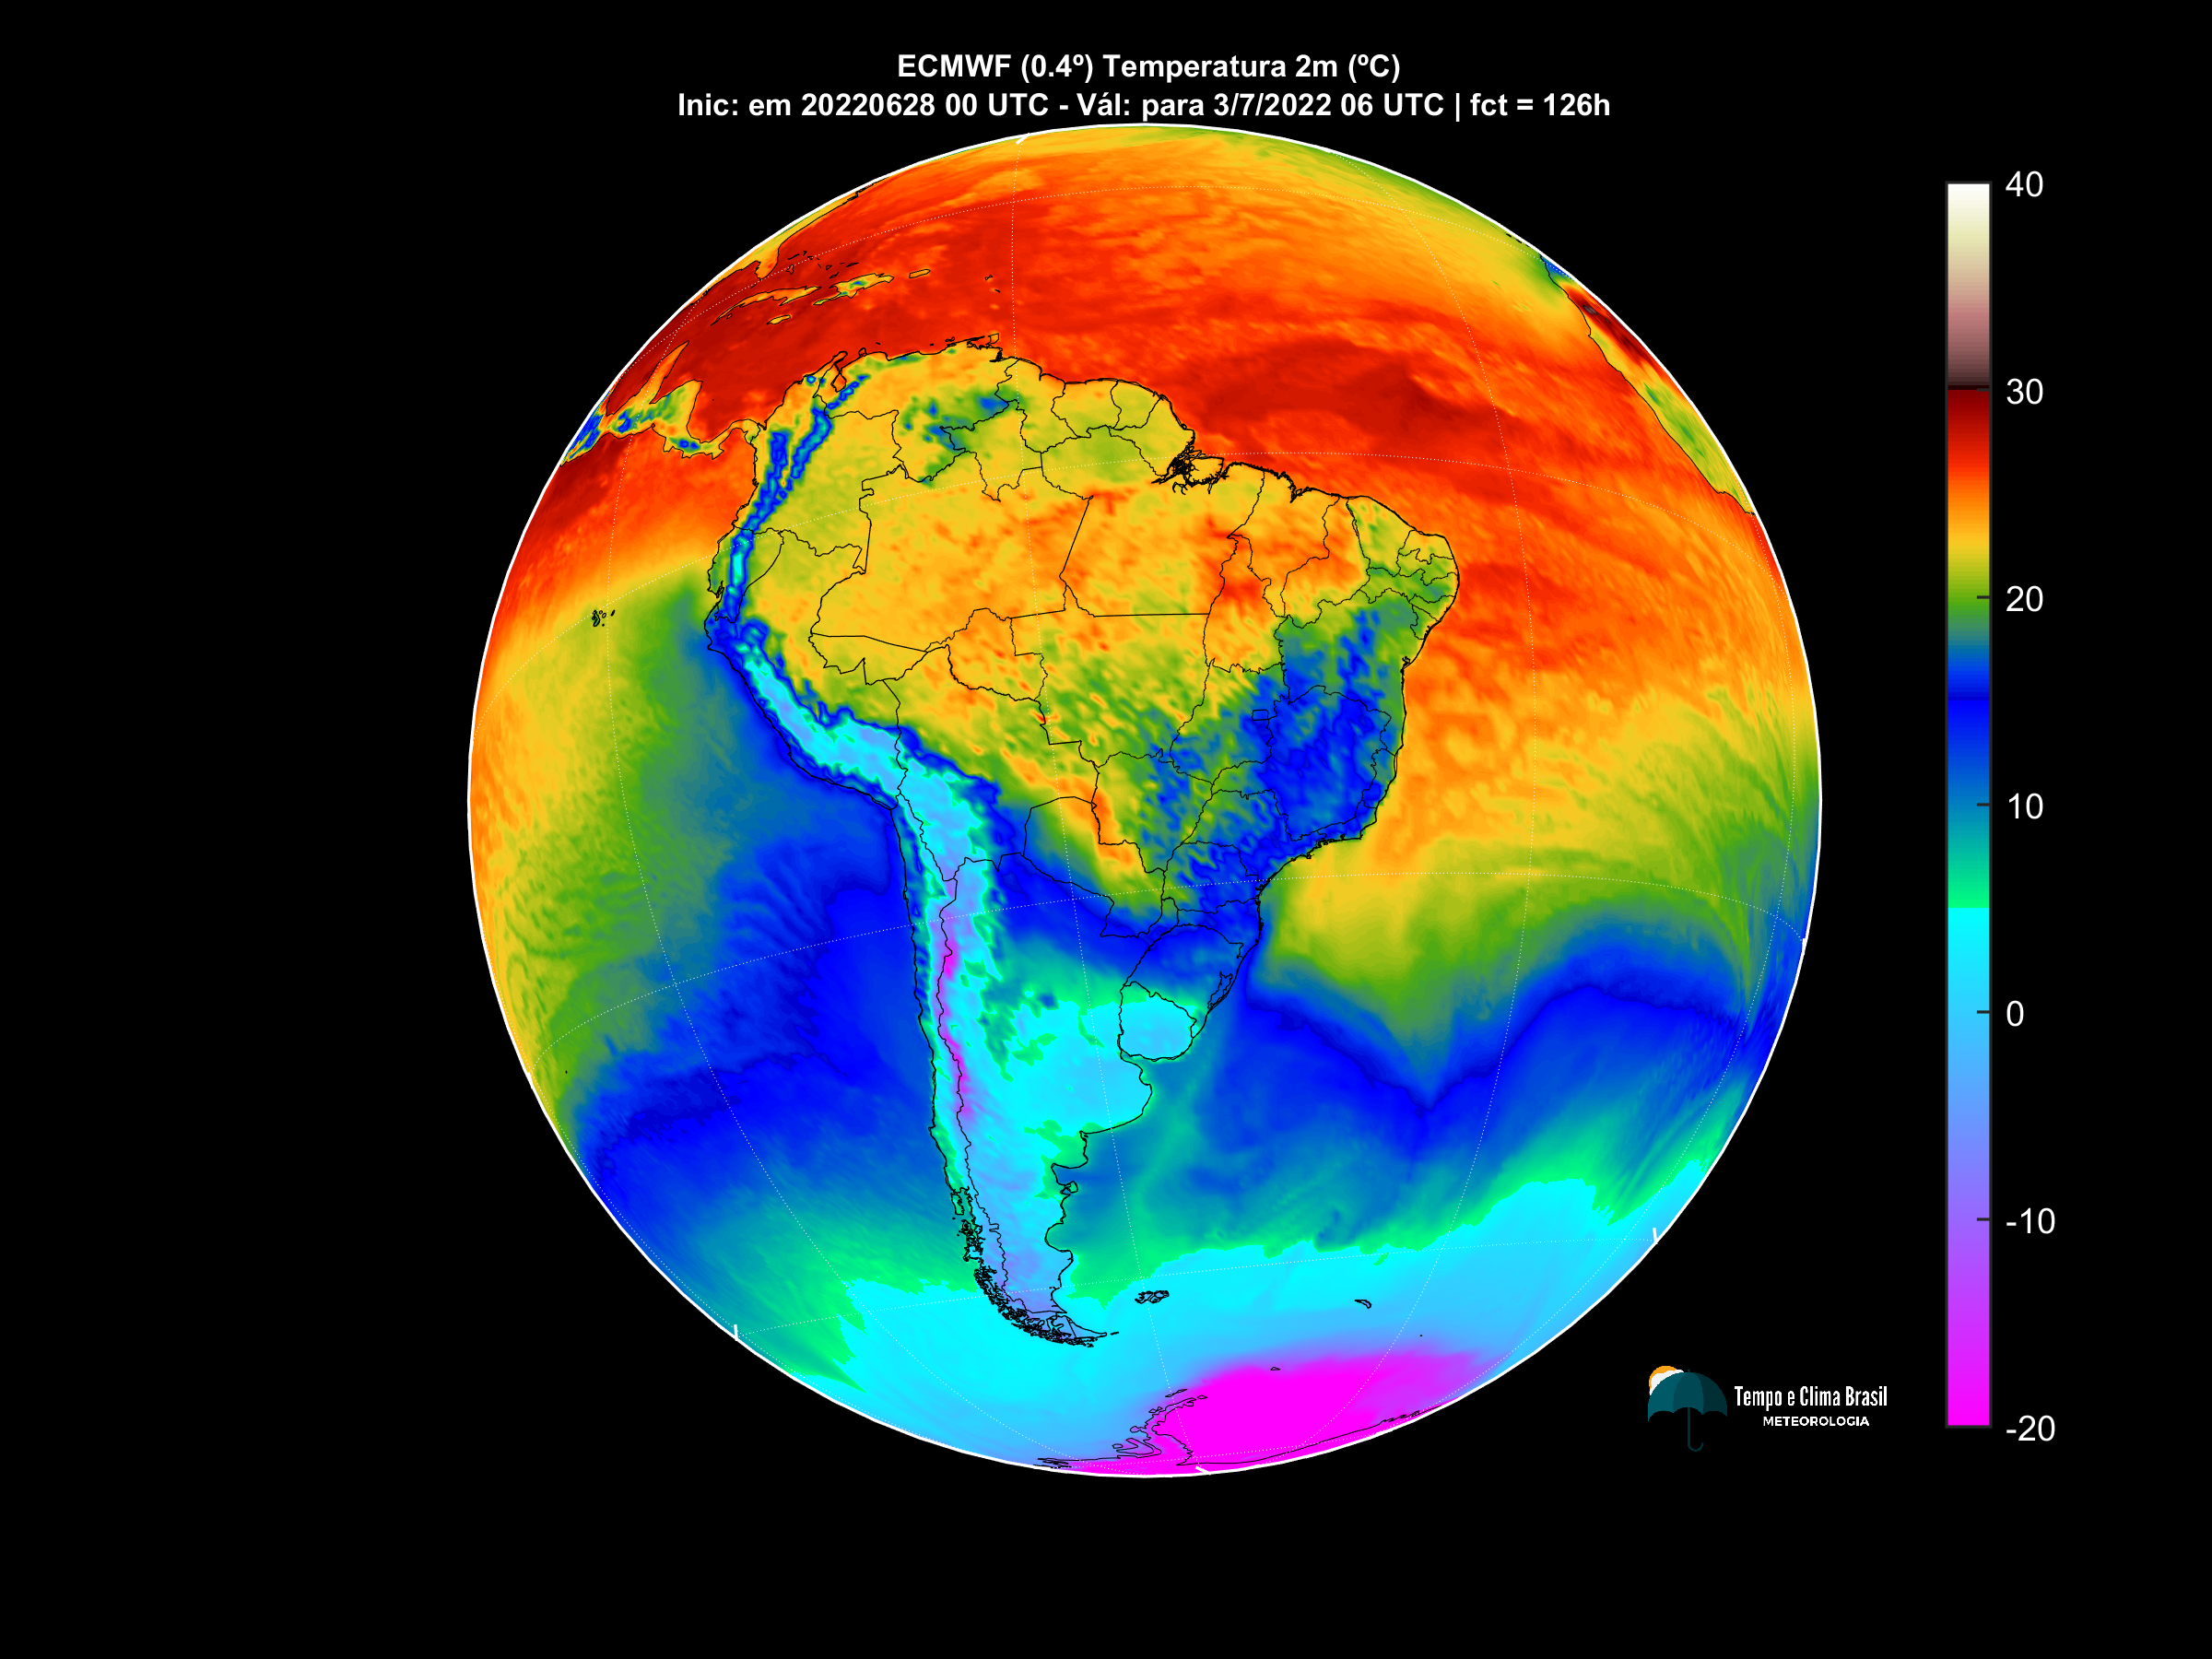 ECMWF (0.4º) Temperatura 2m (ºC)
Inic: em 20220628 00 UTC - Vál: para 3/7/2022 06 UTC | fct = 126h
40
30
20
10
0
-10
-20
Tempo e Clima Brasil
METEOROLOGIA